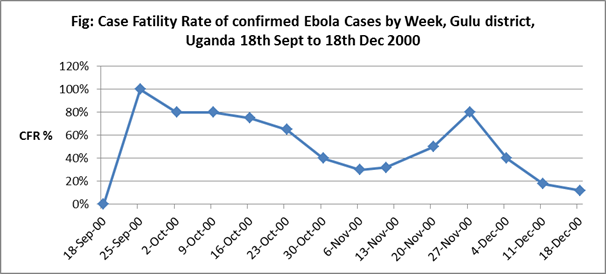 Fig: Case Fatility Rate of confirmed Ebola Cases by Week, Gulu district,
Uganda 18th Sept to 18th Dec 2000
120%
100%
80%
60%
40%
20%
0%
CFR %
18-Sep-00
25-Sep-00
2-Oct-00
9-Oct-00
16-Oct-00
23-Oct-00
30-Oct-00
6-Nov-00
13-Nov-00
20-Nov-00
27-Nov-00
4-Dec-00
11-Dec-00
18-Dec-00